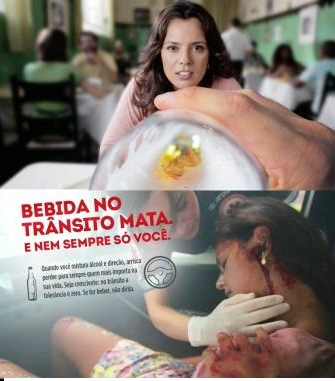 BEBIDA NO
TRÂNSITO MATA.
E NEM SEMPRE SÓ VOCÊ.
Quando você mistura álcool e direção, arrisca
perder para sempre quem mais importa na
sua vida. Seja consciente: no trânsito a
tolerância é zero. Se for beber, não dirija.